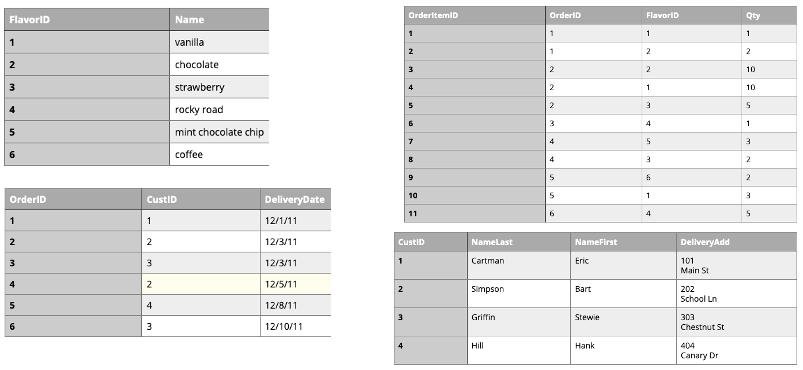 FlavorID Name
1 vanilla
2 chocolate
3 strawberry
4 rocky road
5 mint chocolate chip
6 coffee
OrderID CustID DeliveryDate
1 1 12/1/11
2 2 12/3/11
3 3 12/3/11
4 2 12/5/11
5 4 12/8/11
6 3 12/10/11
OrderItemID OrderID FlavorID Qty
1 1 1 1
2 1 2 2
3 2 2 10
4 2 1 10
5 2 3 5
6 3 4 1
7 4 5 3
8 4 3 2
9 5 6 2
10 5 1 3
11 6 4 5
CustID NameLast NameFirst DeliveryAdd
1 Cartman Eric 101
Main St
2 Simpson Bart 202
School Ln
3 Griffin Stewie 303
Chestnut St
4 Hill Hank 404
Canary Dr